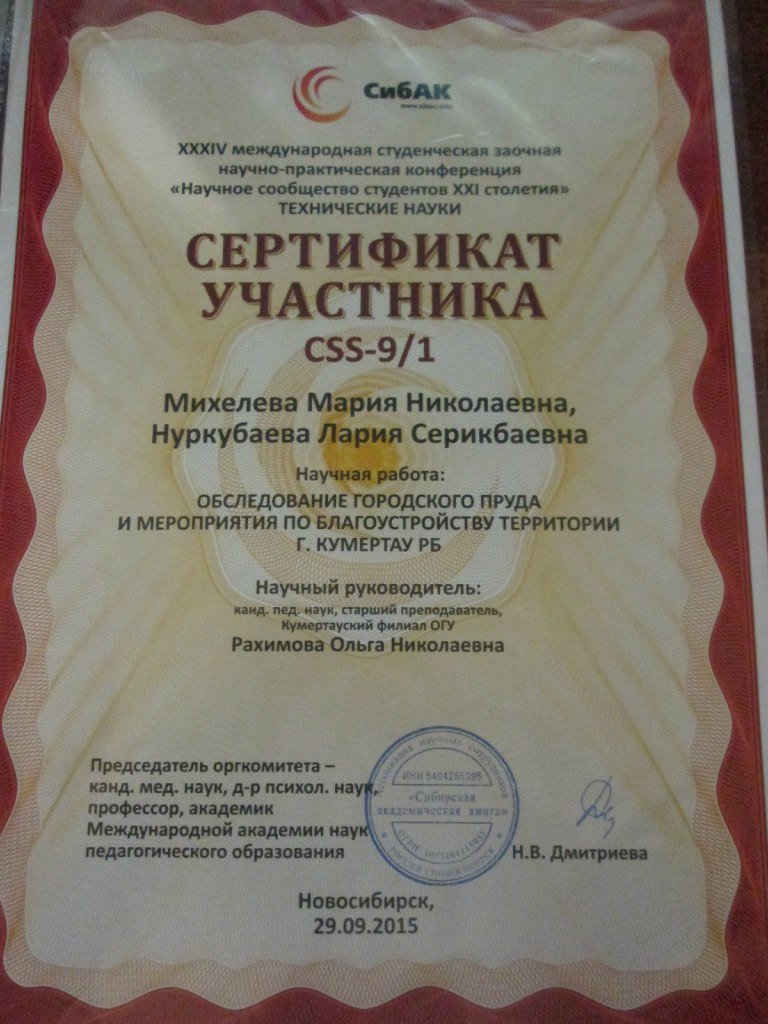 СибАК
www.sibac.info
XXXIV международная студенческая заочная
научно-практическая конференция
«Научное сообщество студентов XXI столетия»
ТЕХНИЧЕСКИЕ НАУКИ
СЕРТИФИКАТ
УЧАСТНИКА
CSS-9/1
Михелева Мария Николаевна,
Нуркубаева Лария Серикбаевна
Научная работа:
ОБСЛЕДОВАНИЕ ГОРОДСКОГО ПРУДА
И МЕРОПРИЯТИЯ ПО БЛАГОУСТРОЙСТВУ ТЕРРИТОРИИ
Г. КУМЕРТАУ РБ
Научный руководитель:
канд. пед. наук, старший преподаватель,
Кумертауский филиал ОГУ
Рахимова Ольга Николаевна
Председатель оргкомитета –
канд. мед. наук, д-р психол. наук,
профессор, академик
Международной академии наук
педагогического образования
Ассоциация научных сотрудников
ИНН 5404255395
«Сибирская
академическая книга»
ОГРН
Н.В. Дмитриева
Новосибирск,
29.09.2015